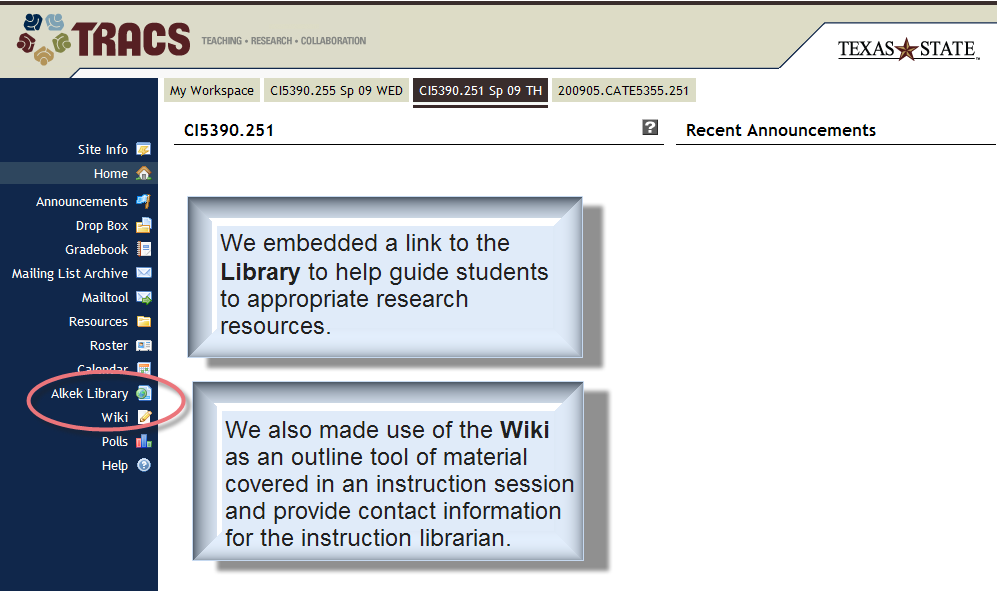 TRACS TEACHING • RESEARCH • COLLABORATION
TEXAS STATE
My Workspace CI5390.255 Sp 09 WED CI5390.251 Sp 09 TH 200905.CATE5355.251
CI5390.251 ? Recent Announcements
Site Info
Home
Announcements
Drop Box
Gradebook
Mailing List Archive
Mailtool
Resources
Roster
Calendar
Alkek Library
Wiki
Polls
Help ?
We embedded a link to the
Library to help guide students
to appropriate research
resources.
We also made use of the Wiki
as an outline tool of material
covered in an instruction session
and provide contact information
for the instruction librarian.